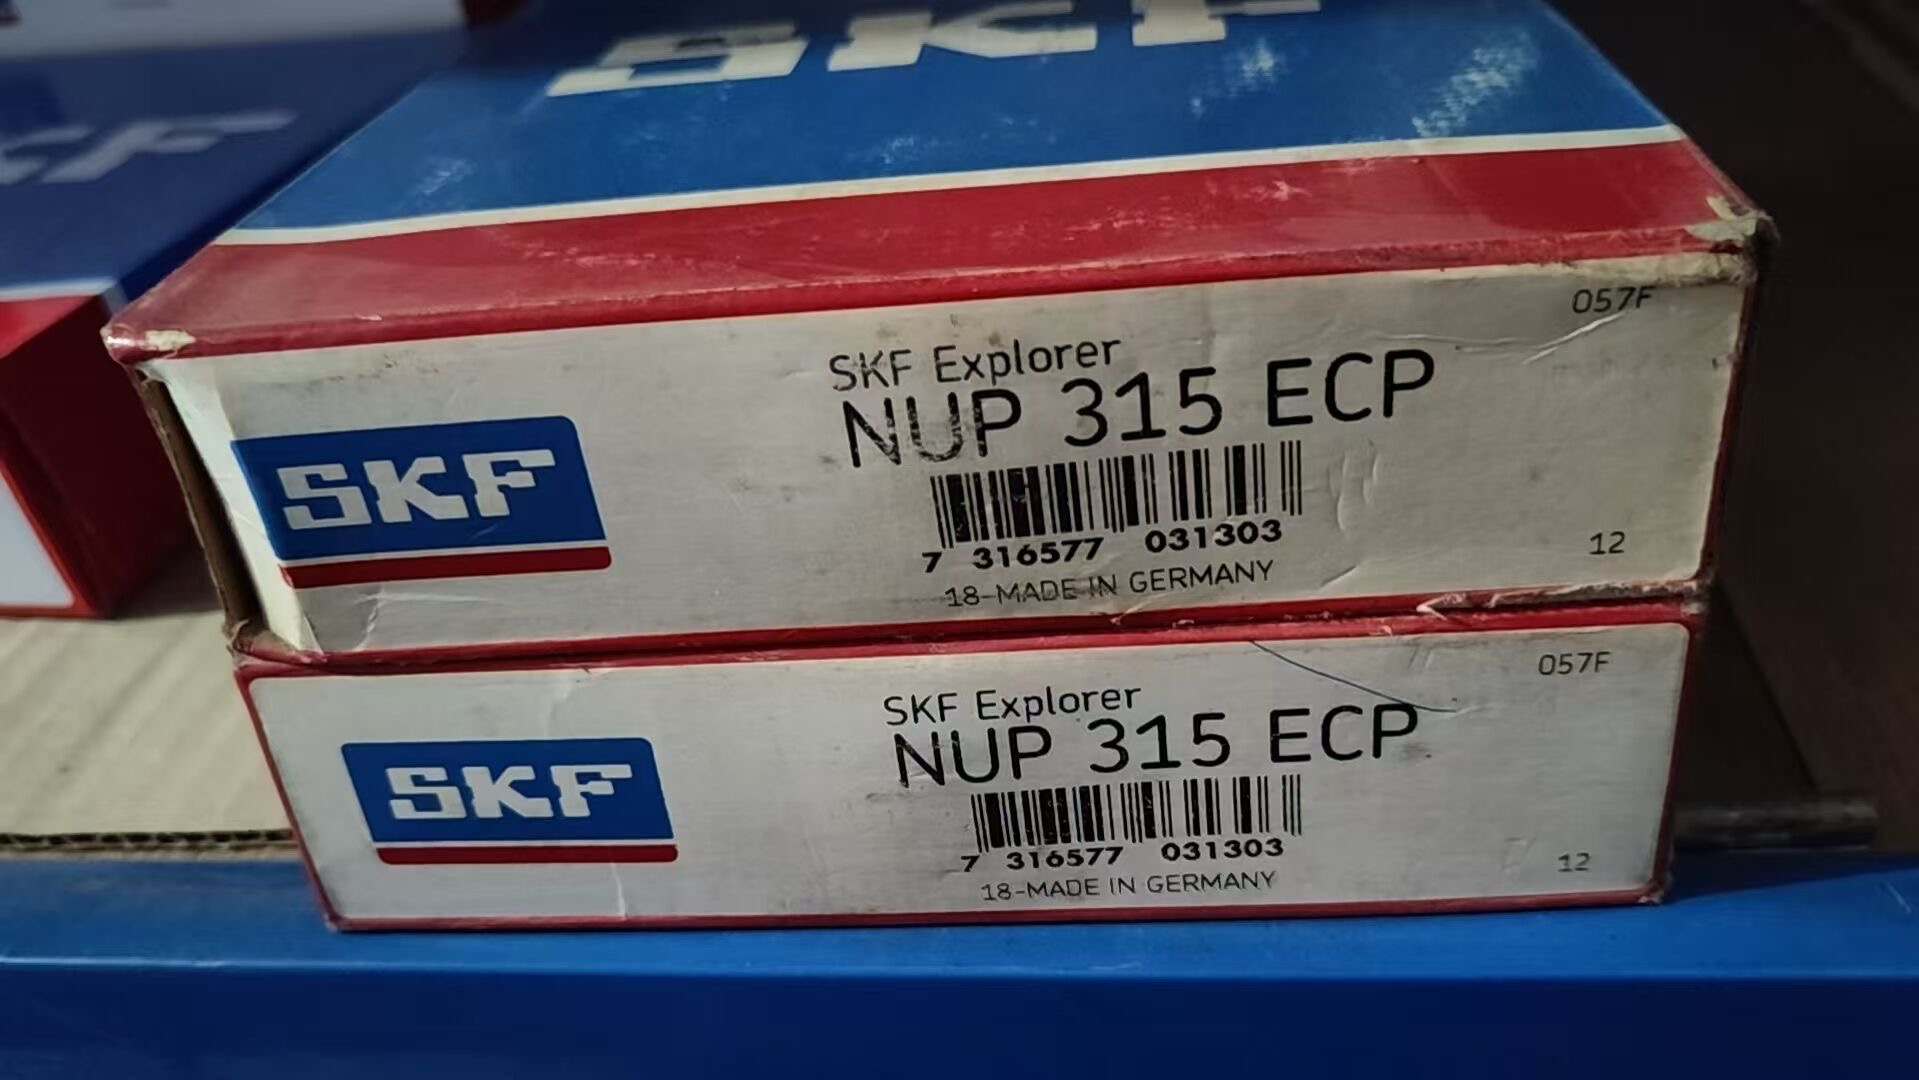 SKF
KF
057F
SKF Explorer
NUP 315 ECP
SKF
7 316577 031303
12
18-MADE IN GERMANY
057F
SKF Explorer
NUP 315 ECP
SKF
7 316577 031303
12
18-MADE IN GERMANY